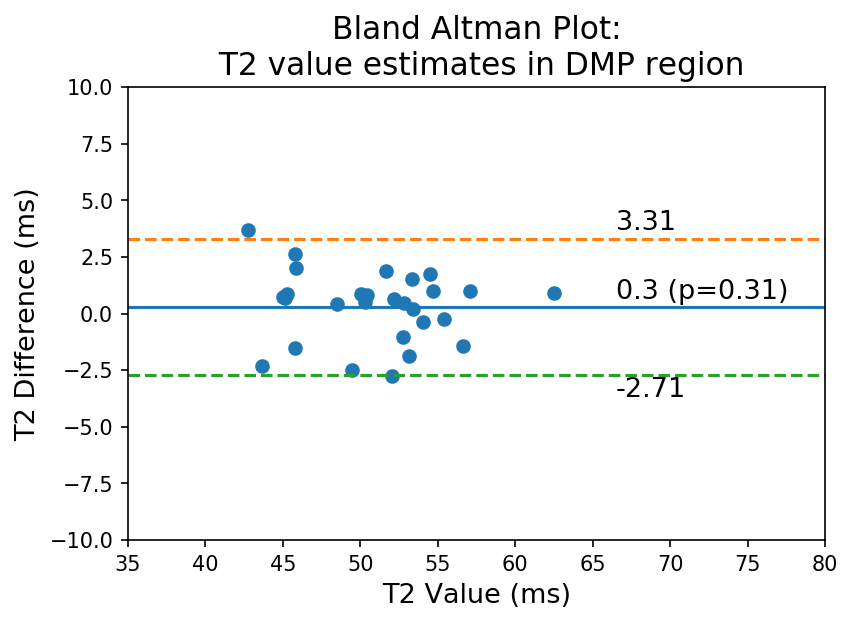 Bland Altman Plot:
T2 value estimates in DMP region
10.0
7.5
5.0
2.5
0.0
−2.5
−5.0
−7.5
−10.0
T2 Difference (ms)
3.31
0.3 (p=0.31)
-2.71
35 40 45 50 55 60 65 70 75 80
T2 Value (ms)